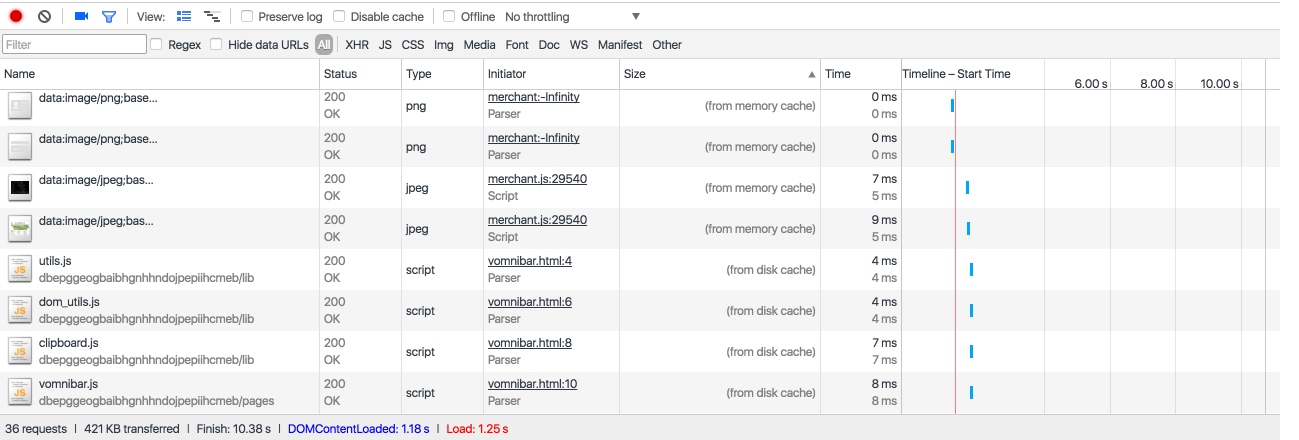 View: Preserve log Disable cache Offline No throttling
Filter Regex Hide data URLs All XHR JS CSS Img Media Font Doc WS Manifest Other
Name Status Type Initiator Size Time Timeline – Start Time 6.00 s 8.00 s 10.00 s
data:image/png;base... 200 png merchant:-Infinity (from memory cache) 0 ms
OK Parser 0 ms
data:image/png;base... 200 png merchant:-Infinity (from memory cache) 0 ms
OK Parser 0 ms
data:image/jpeg;bas... 200 jpeg merchant.js:29540 (from memory cache) 7 ms
OK Script 5 ms
data:image/jpeg;bas... 200 jpeg merchant.js:29540 (from memory cache) 9 ms
OK Script 5 ms
utils.js 200 script vomnibar.html:4 (from disk cache) 4 ms
dbepggeogbaibhgnhhndojpepiihcmeb/lib OK Parser 4 ms
dom_utils.js 200 script vomnibar.html:6 (from disk cache) 4 ms
dbepggeogbaibhgnhhndojpepiihcmeb/lib OK Parser 4 ms
clipboard.js 200 script vomnibar.html:8 (from disk cache) 7 ms
dbepggeogbaibhgnhhndojpepiihcmeb/lib OK Parser 7 ms
vomnibar.js 200 script vomnibar.html:10 (from disk cache) 8 ms
dbepggeogbaibhgnhhndojpepiihcmeb/pages OK Parser 8 ms
36 requests | 421 KB transferred | Finish: 10.38 s | DOMContentLoaded: 1.18 s | Load: 1.25 s